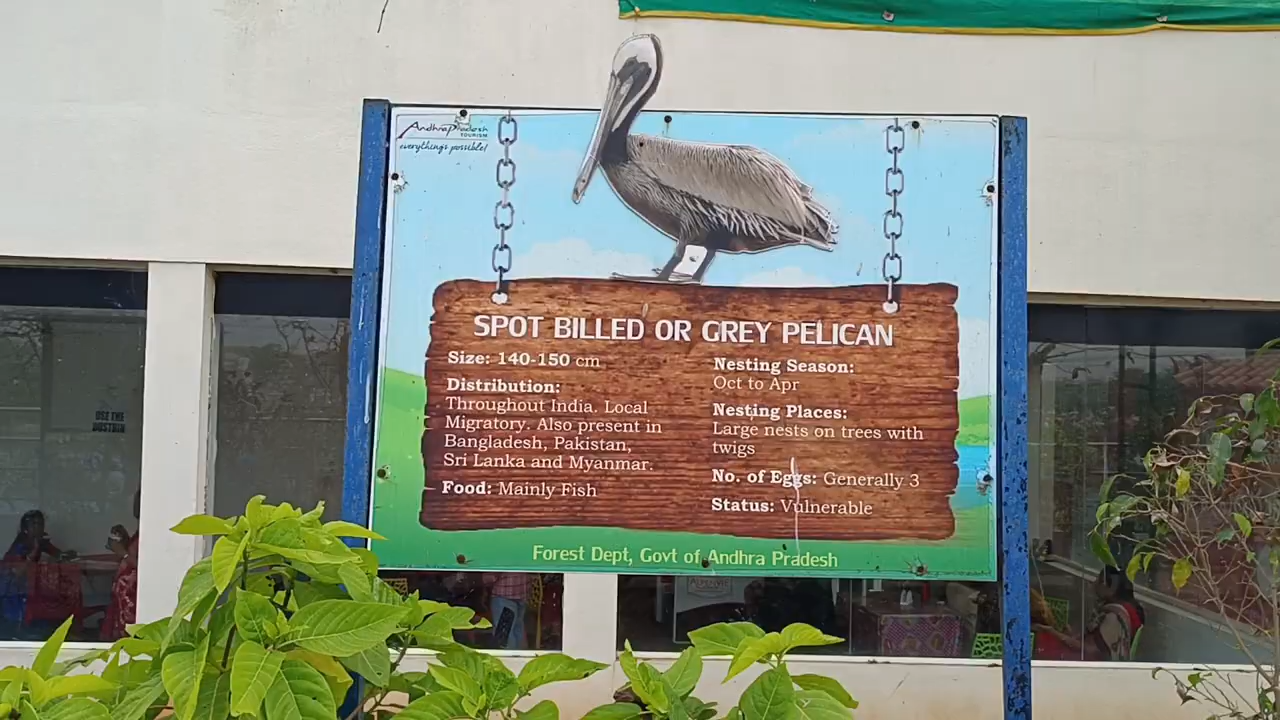 Andhra Pradesh
TOURISM
everything's possible!
SPOT BILLED OR GREY PELICAN
Size: 140-150 cm
Distribution:
Throughout India. Local
Migratory. Also present in
Bangladesh, Pakistan,
Sri Lanka and Myanmar.
Food: Mainly Fish
Nesting Season:
Oct to Apr
Nesting Places:
Large nests on trees with
twigs
No. of Eggs: Generally 3
Status: Vulnerable
Forest Dept, Govt of Andhra Pradesh
USE THE
DUSTBIN